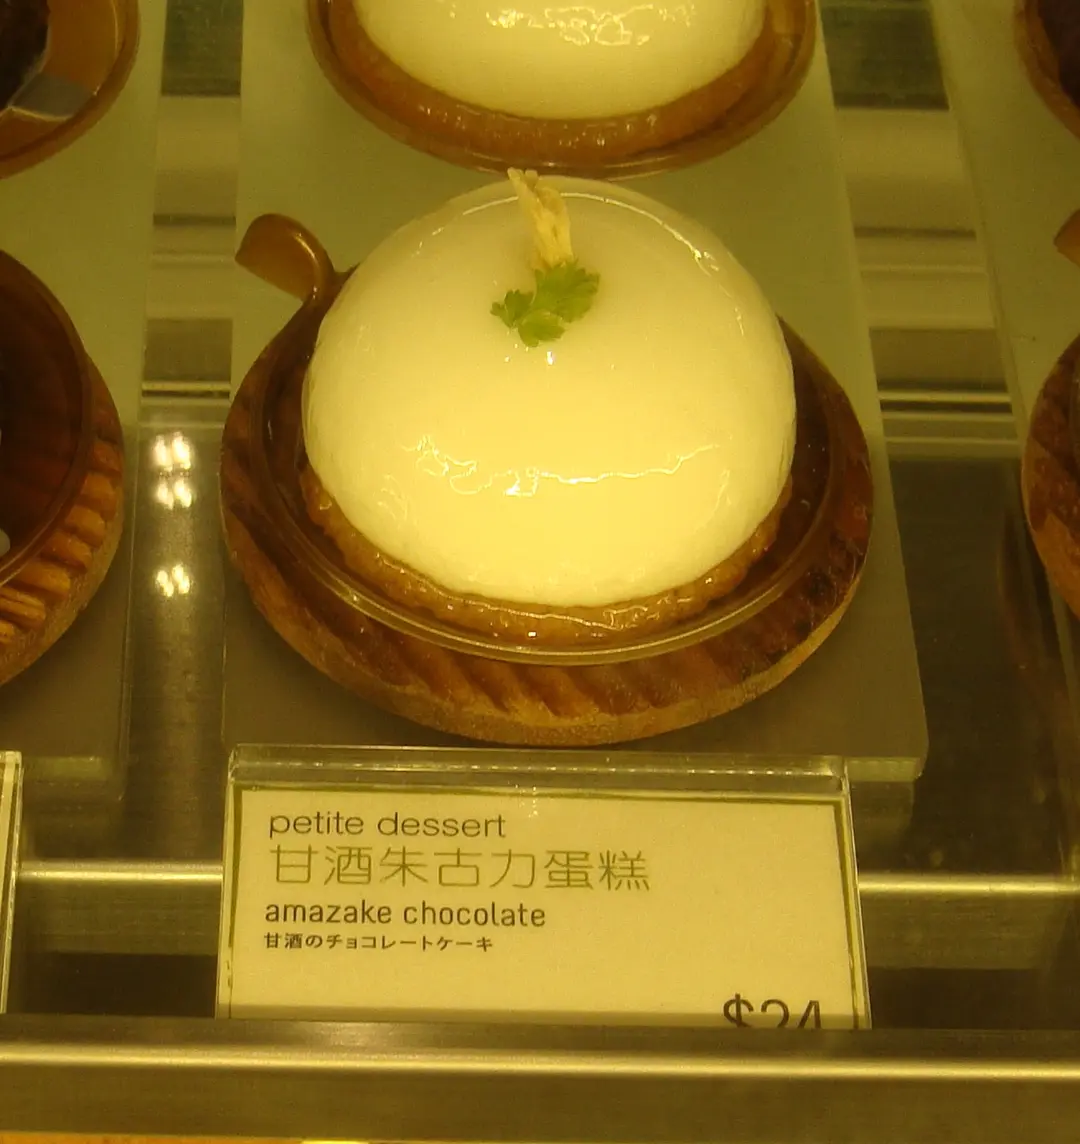 petite dessert
甘酒朱古力蛋糕
amazake chocolate
甘酒のチョコレートケーキ
$24